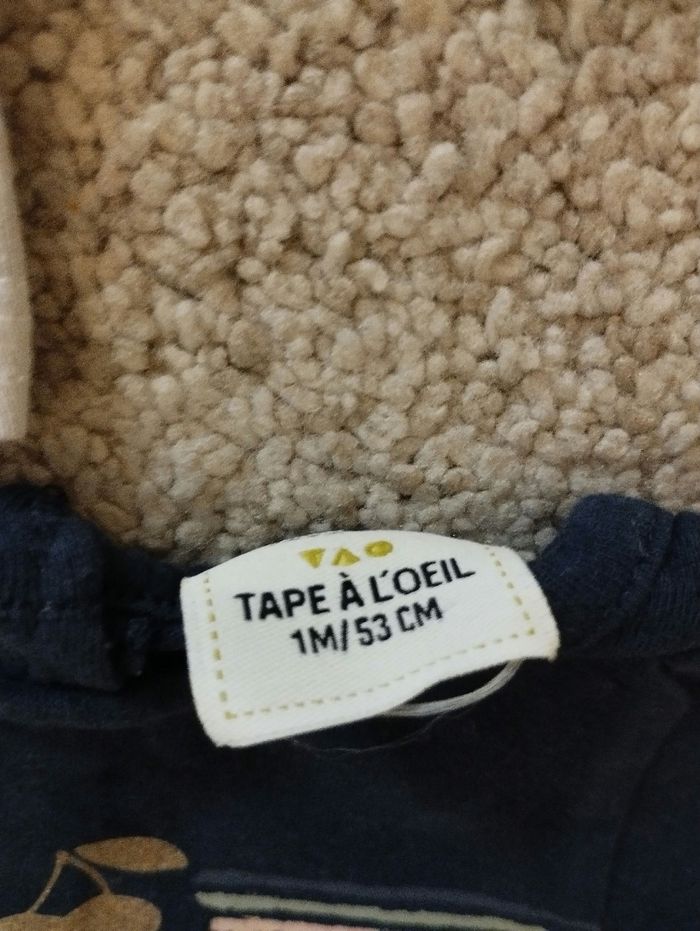 TAO
TAPE À L'OEIL
1M/53 CM